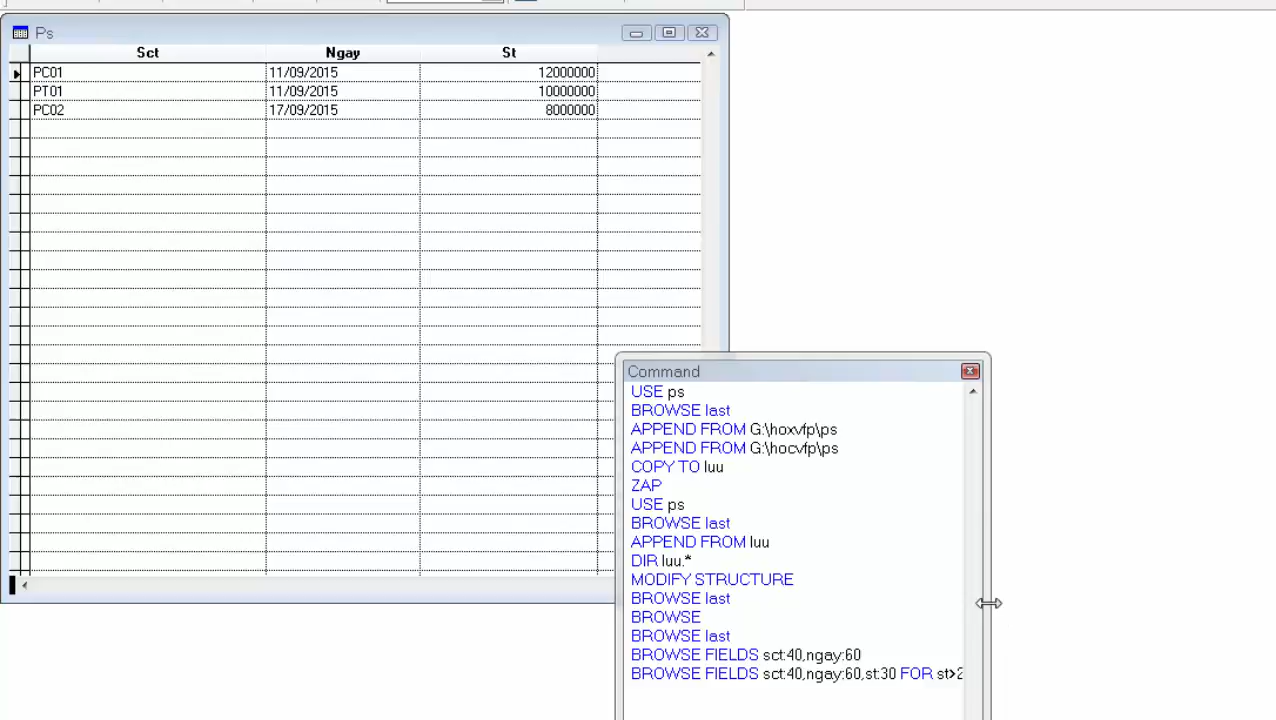 Ps
Sct Ngay St
PC01 11/09/2015 12000000
PT01 11/09/2015 10000000
PC02 17/09/2015 8000000
Command
USE ps
BROWSE last
APPEND FROM G:\hoxvfp\ps
APPEND FROM G:\hocvfp\ps
COPY TO luu
ZAP
USE ps
BROWSE last
APPEND FROM luu
DIR luu.*
MODIFY STRUCTURE
BROWSE last
BROWSE
BROWSE last
BROWSE FIELDS sct:40,ngay:60
BROWSE FIELDS sct:40,ngay:60,st:30 FOR st>2